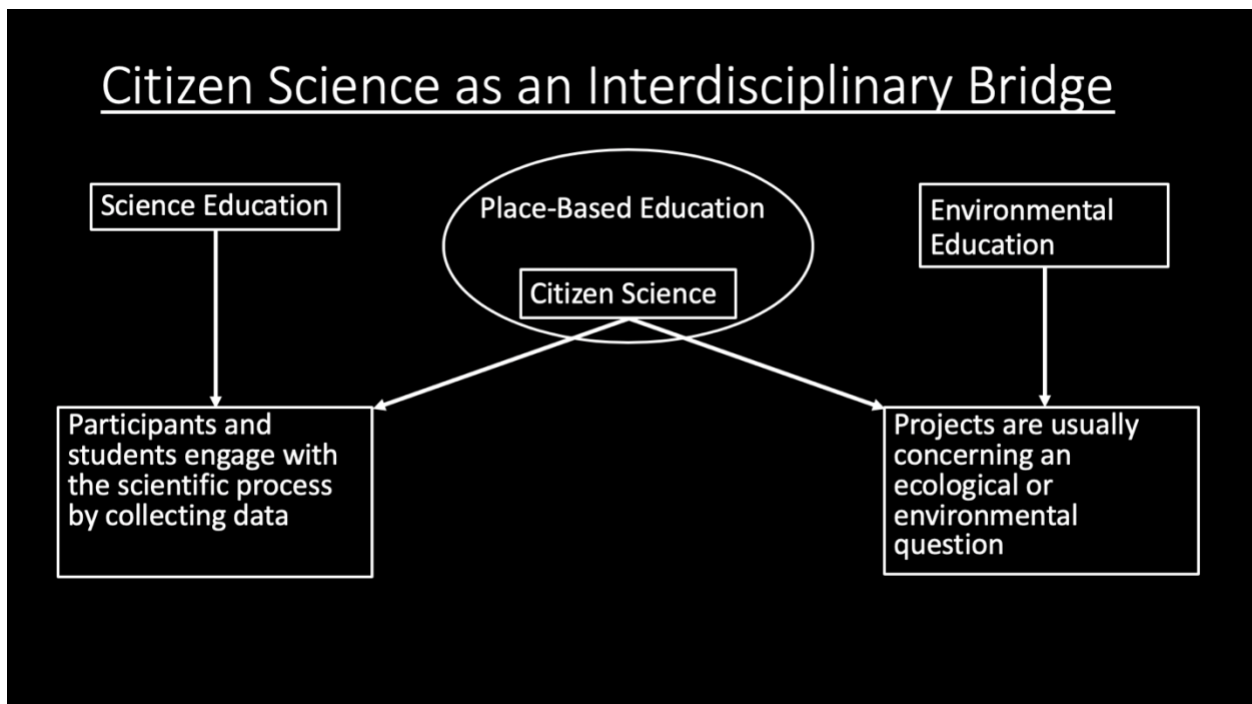 Citizen Science as an Interdisciplinary Bridge
Science Education
Place-Based Education
Citizen Science
Environmental
Education
Participants and
students engage with
the scientific process
by collecting data
Projects are usually
concerning an
ecological or
environmental
question